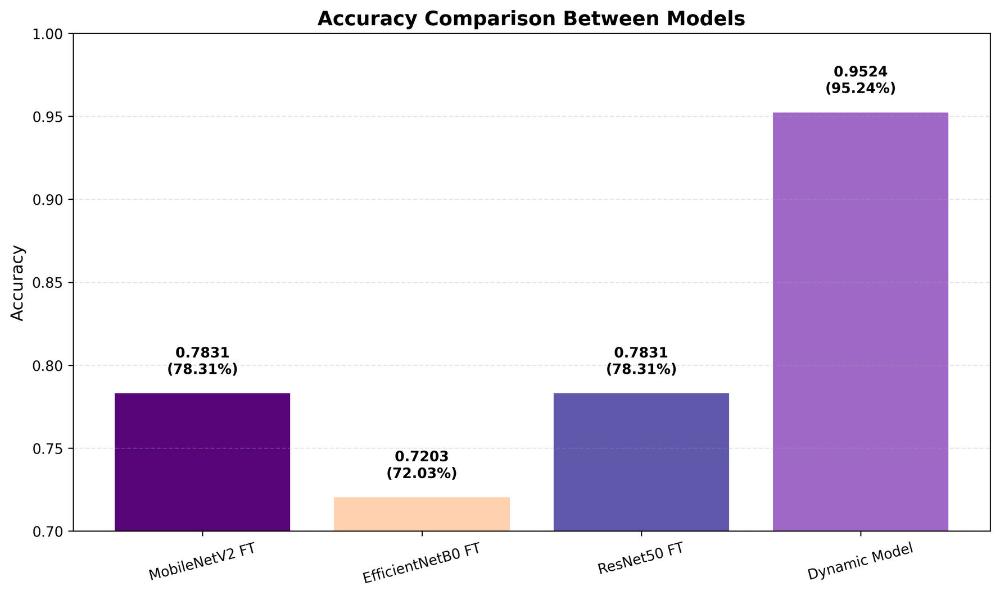 Accuracy Comparison Between Models
Accuracy
1.00
0.95
0.90
0.85
0.80
0.75
0.70
0.7831
(78.31%)
0.7203
(72.03%)
0.7831
(78.31%)
0.9524
(95.24%)
MobileNetV2 FT
EfficientNetB0 FT
ResNet50 FT
Dynamic Model